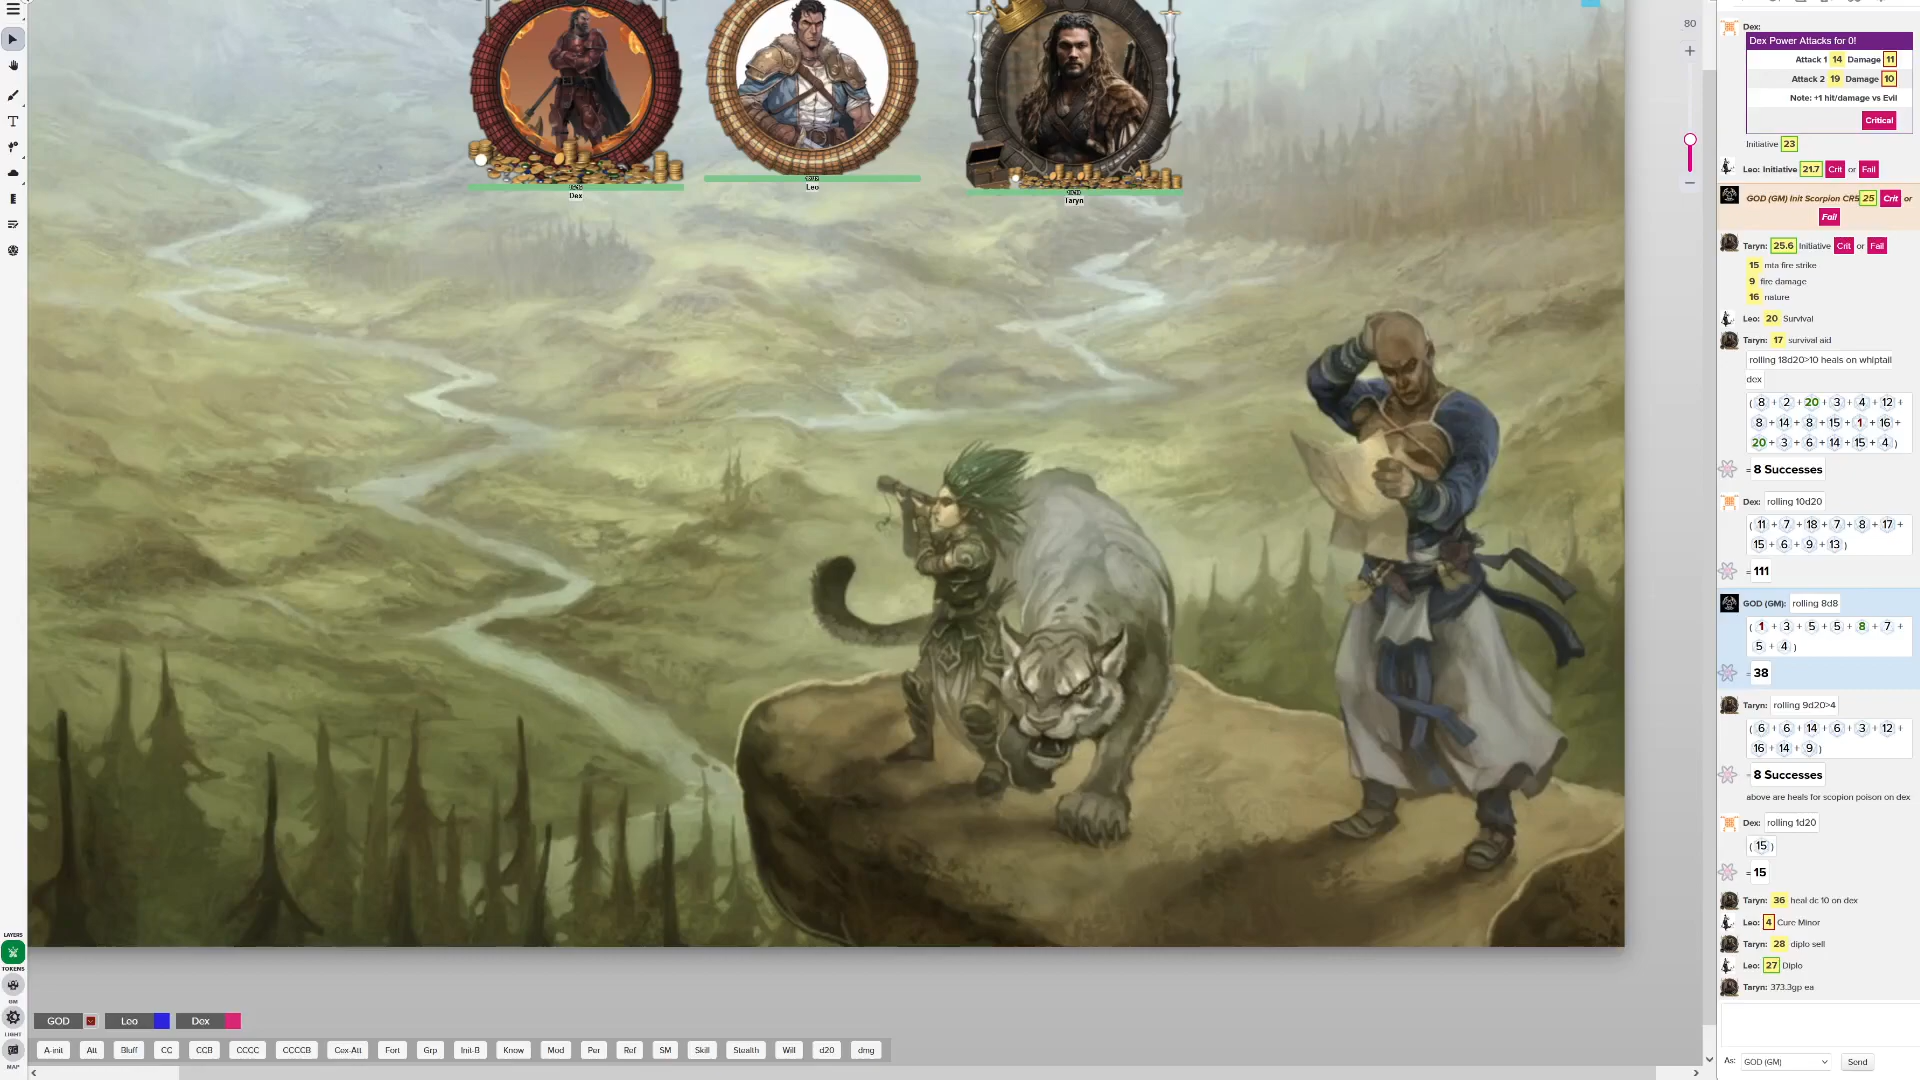 80
Dex:
Dex Power Attacks for 0!
Attack 1 14 Damage 11
Attack 2 19 Damage 10
Note: +1 hit/damage vs Evil
Critical
Initiative 23
Leo: Initiative 21.7 Crit or Fail
GOD (GM) Init Scorpion CR5 25 Crit or
Fail
Taryn: 25.6 Initiative Crit or Fail
15 mta fire strike
9 fire damage
16 nature
Leo: 20 Survival
Taryn: 17 survival aid
rolling 18d20>10 heals on whiptail
dex
( 8 + 2 + 20 + 3 + 4 + 12 +
8 + 14 + 8 + 15 + 1 + 16 +
20 + 3 + 6 + 14 + 15 + 4 )
= 8 Successes
Dex: rolling 10d20
( 11 + 7 + 18 + 7 + 8 + 17 +
15 + 6 + 9 + 13 )
= 111
GOD (GM): rolling 8d8
( 1 + 3 + 5 + 5 + 8 + 7 +
5 + 4 )
= 38
Taryn: rolling 9d20>4
( 6 + 6 + 14 + 6 + 3 + 12 +
16 + 14 + 9 )
= 8 Successes
above are heals for scopion poison on dex
Dex: rolling 1d20
( 15 )
= 15
Taryn: 36 heal dc 10 on dex
Leo: 4 Cure Minor
Taryn: 28 diplo sell
Leo: 27 Diplo
Taryn: 373.3gp ea
As: GOD (GM) Send
Dex
Leo
Taryn
LAYERS
TOKENS
GM
LIGHT
MAP
GOD Leo Dex
A-init Att Bluff CC CCB CCCC CCCCB Cex-Att Fort Grp Init-B Know Mod Per Ref SM Skill Stealth Will d20 dmg